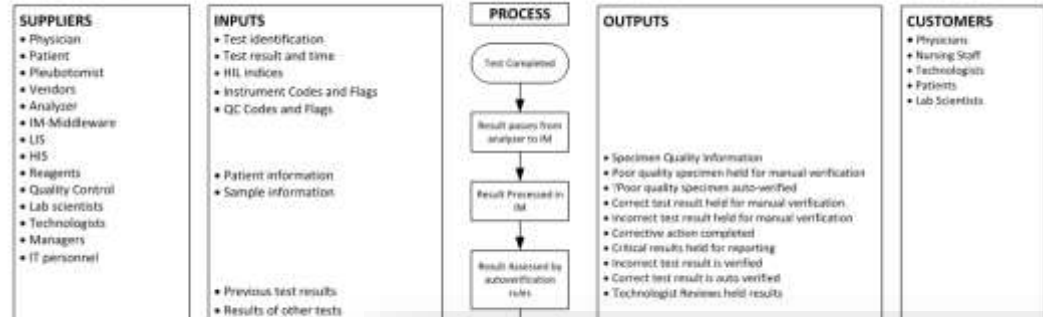 SUPPLIERS
• Physician
• Patient
• Pleubotomist
• Vendors
• Analyzer
• IM-Middleware
• LIS
• HIS
• Reagents
• Quality Control
• Lab scientists
• Technologists
• Managers
• IT personnel
INPUTS
• Test identification
• Test result and time
• HIL indices
• Instrument Codes and Flags
• QC Codes and Flags
• Patient information
• Sample information
• Previous test results
• Results of other tests
PROCESS
Test Completed
Result passes from
analyzer to IM
Result Processed in
IM
Result Assessed by
autoverification
rules
OUTPUTS
• Specimen Quality Information
• Poor quality specimen held for manual verification
• ?Poor quality specimen auto-verified
• Correct test result held for manual verification
• Incorrect test result held for manual verification
• Corrective action completed
• Critical results held for reporting
• Incorrect test result is verified
• Correct test result is auto verified
• Technologist Reviews held results
CUSTOMERS
• Physicians
• Nursing Staff
• Technologists
• Patients
• Lab Scientists